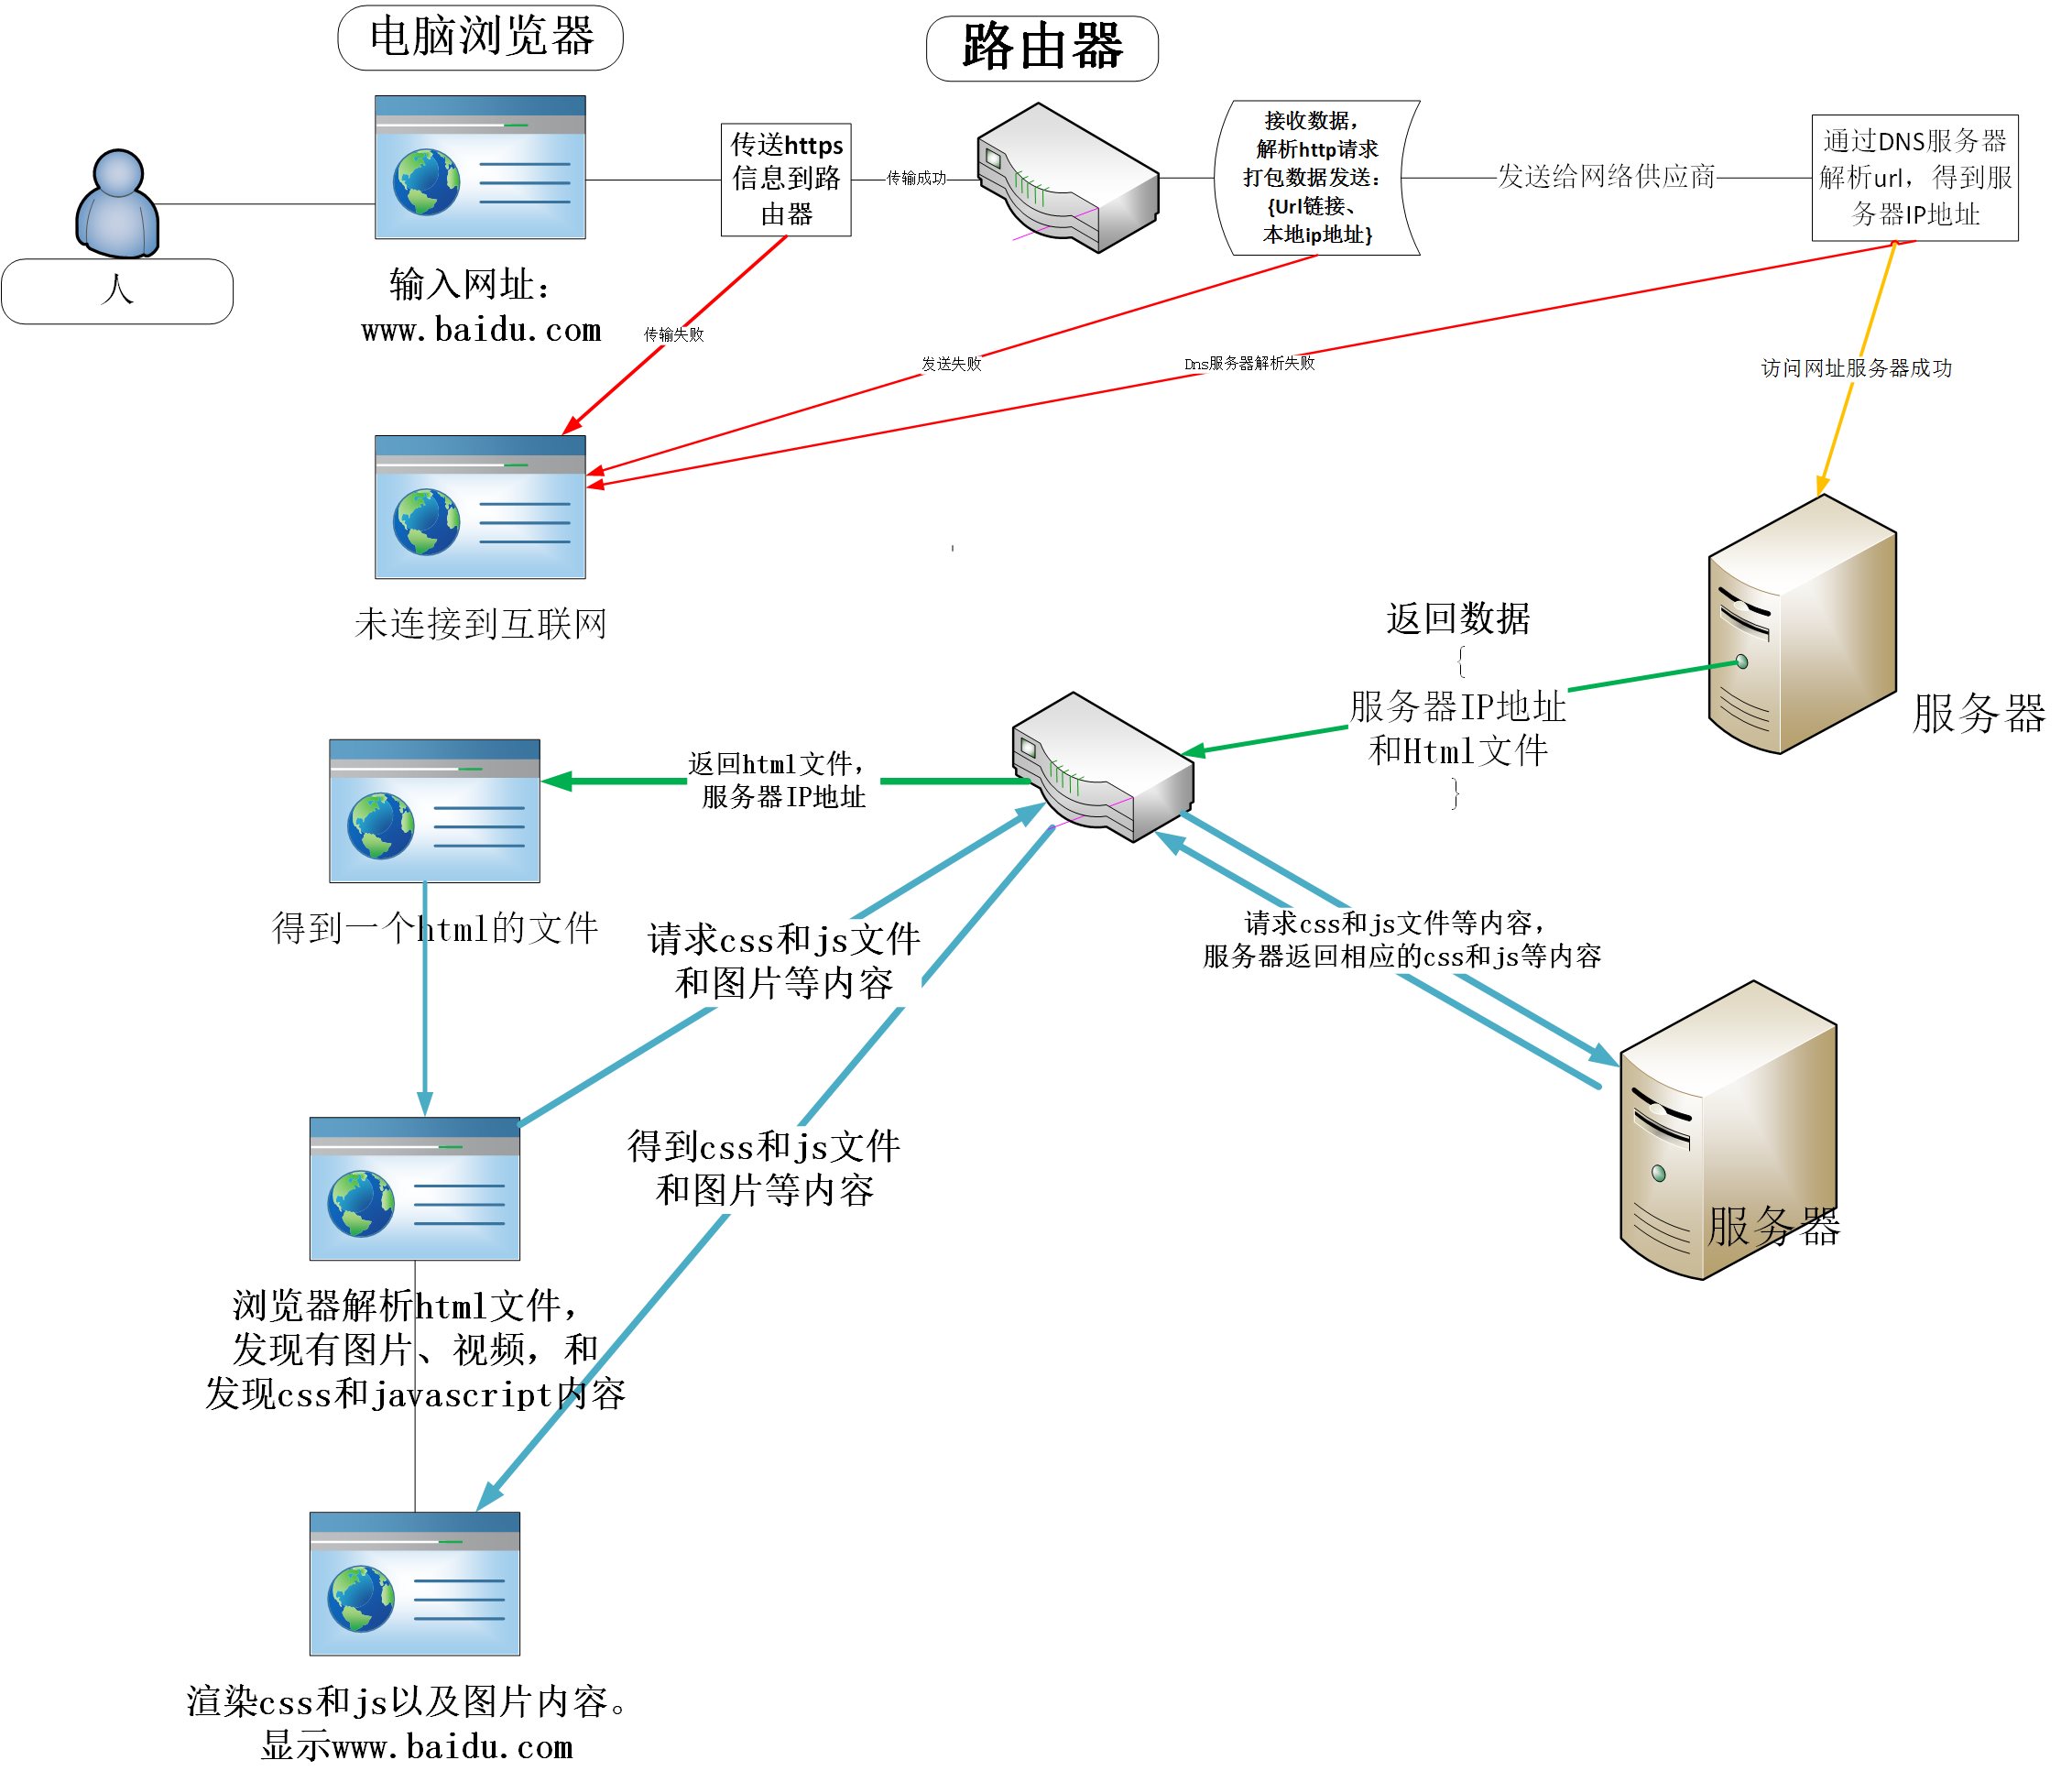 电脑浏览器
路由器
人
输入网址：
www.baidu.com
传送https
信息到路
由器
传输成功
接收数据，
解析http请求
打包数据发送：
{Url链接、
本地ip地址}
发送给网络供应商
通过DNS服务器
解析url，得到服
务器IP地址
传输失败
发送失败
Dns服务器解析失败
访问网址服务器成功
未连接到互联网
返回数据
{
服务器IP地址
和Html文件
}
服务器
返回html文件，
服务器IP地址
得到一个html的文件
请求css和js文件
和图片等内容
请求css和js文件等内容，
服务器返回相应的css和js等内容
得到css和js文件
和图片等内容
服务器
浏览器解析html文件，
发现有图片、视频，和
发现css和javascript内容
渲染css和js以及图片内容。
显示www.baidu.com